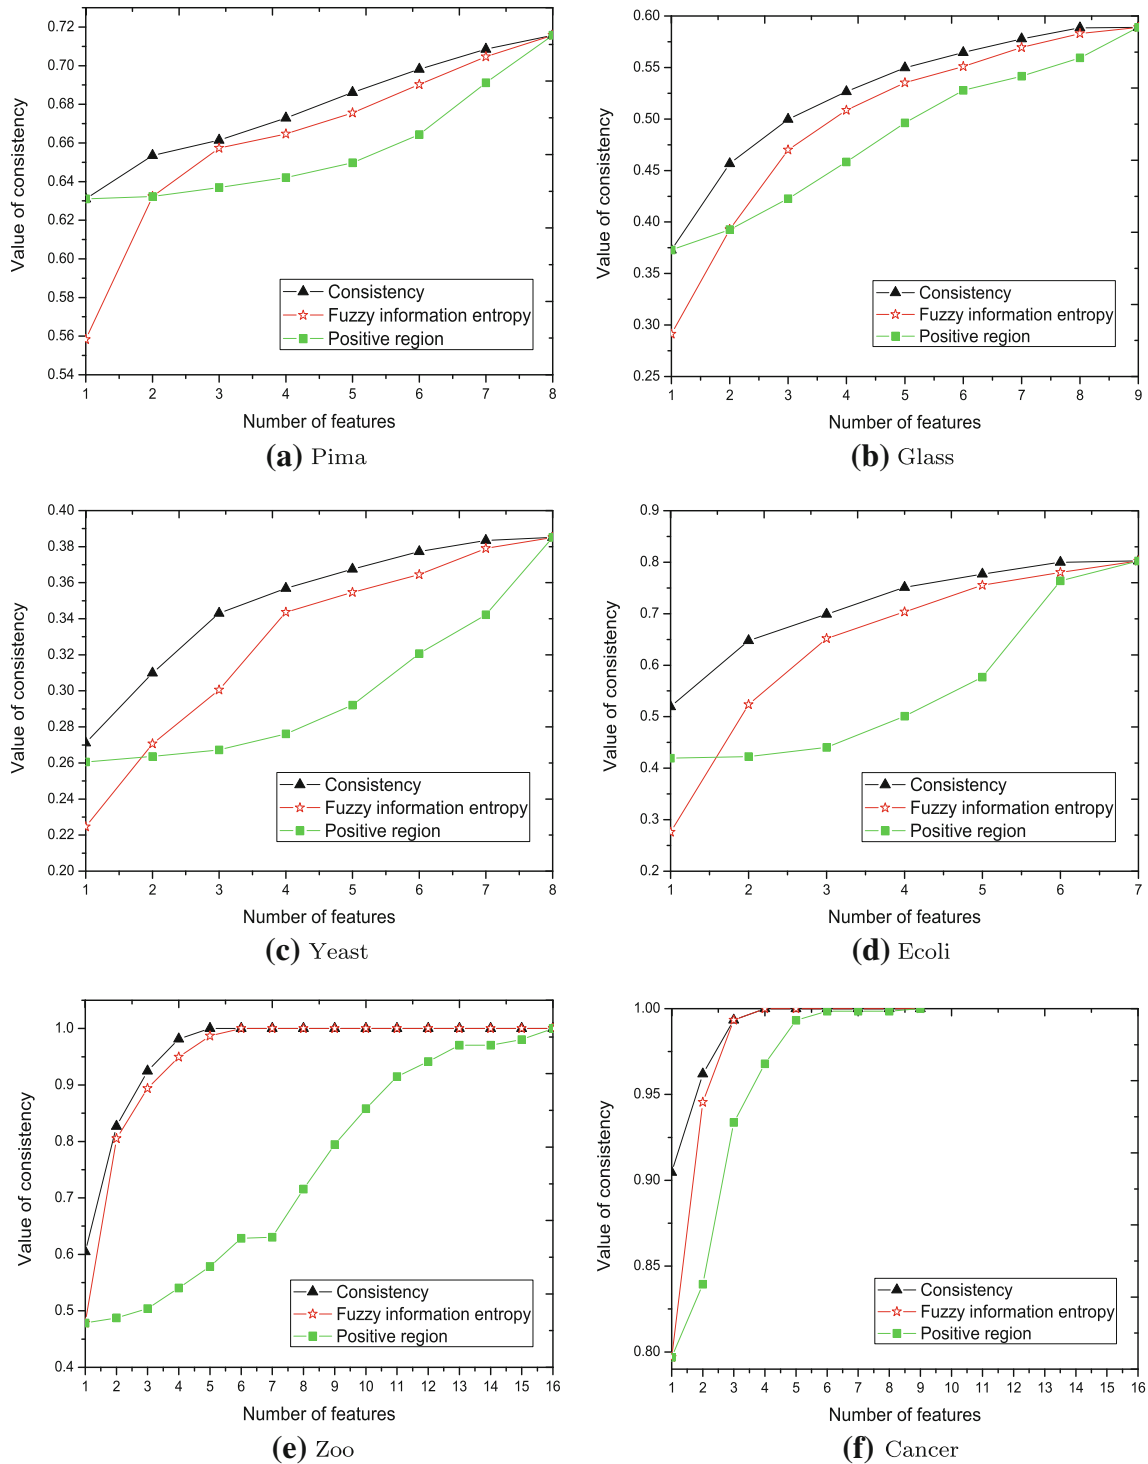 0.72
0.70
0.68
0.66
0.64
0.62
0.60
0.58
0.56
0.54
Value of consistency
1 2 3 4 5 6 7 8
Number of features
Consistency
Fuzzy information entropy
Positive region
(a) Pima
0.60
0.55
0.50
0.45
0.40
0.35
0.30
0.25
Value of consistency
1 2 3 4 5 6 7 8 9
Number of features
Consistency
Fuzzy information entropy
Positive region
(b) Glass
0.40
0.38
0.36
0.34
0.32
0.30
0.28
0.26
0.24
0.22
0.20
Value of consistency
1 2 3 4 5 6 7 8
Number of features
Consistency
Fuzzy information entropy
Positive region
(c) Yeast
0.9
0.8
0.7
0.6
0.5
0.4
0.3
0.2
Value of consistency
1 2 3 4 5 6 7
Number of features
Consistency
Fuzzy information entropy
Positive region
(d) Ecoli
1.0
0.9
0.8
0.7
0.6
0.5
0.4
Value of consistency
1 2 3 4 5 6 7 8 9 10 11 12 13 14 15 16
Number of features
Consistency
Fuzzy information entropy
Positive region
(e) Zoo
1.00
0.95
0.90
0.85
0.80
Value of consistency
1 2 3 4 5 6 7 8 9 10 11 12 13 14 15 16
Number of features
Consistency
Fuzzy information entropy
Positive region
(f) Cancer